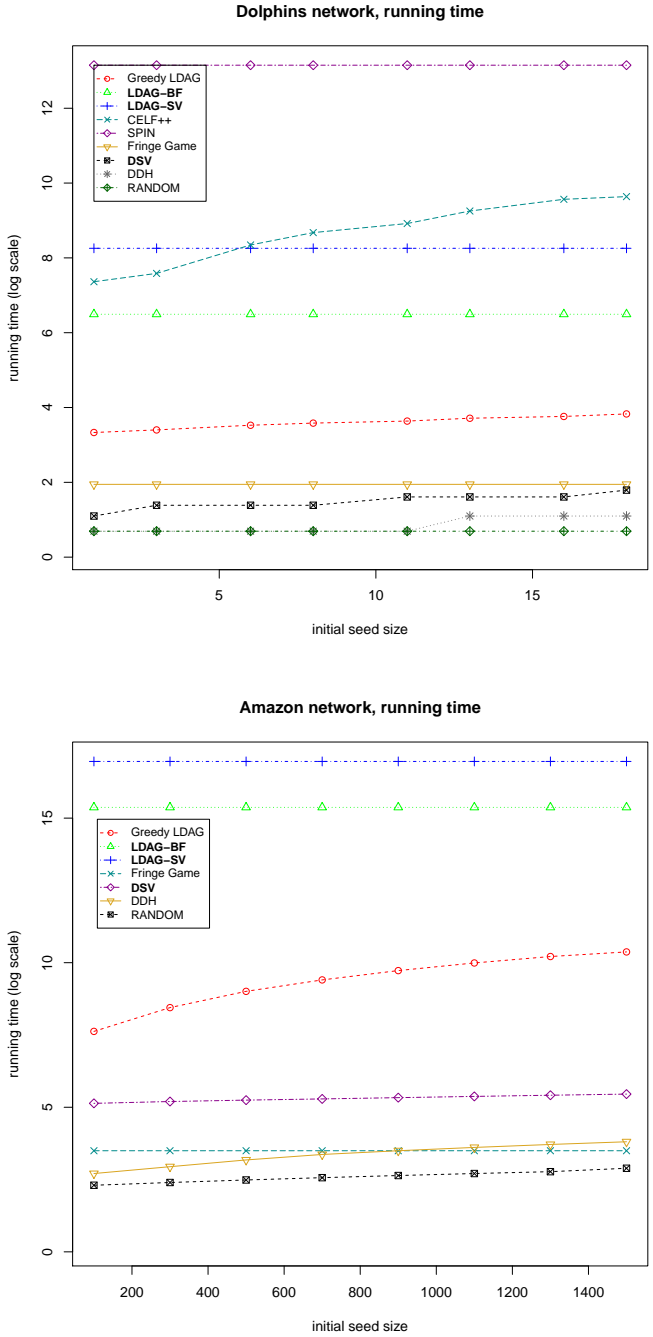 Dolphins network, running time
running time (log scale)
12
10
8
6
4
2
0
Greedy LDAG
LDAG−BF
LDAG−SV
CELF++
SPIN
Fringe Game
DSV
DDH
RANDOM
5
10
15
initial seed size
Amazon network, running time
running time (log scale)
15
10
5
0
Greedy LDAG
LDAG−BF
LDAG−SV
Fringe Game
DSV
DDH
RANDOM
200
400
600
800
1000
1200
1400
initial seed size